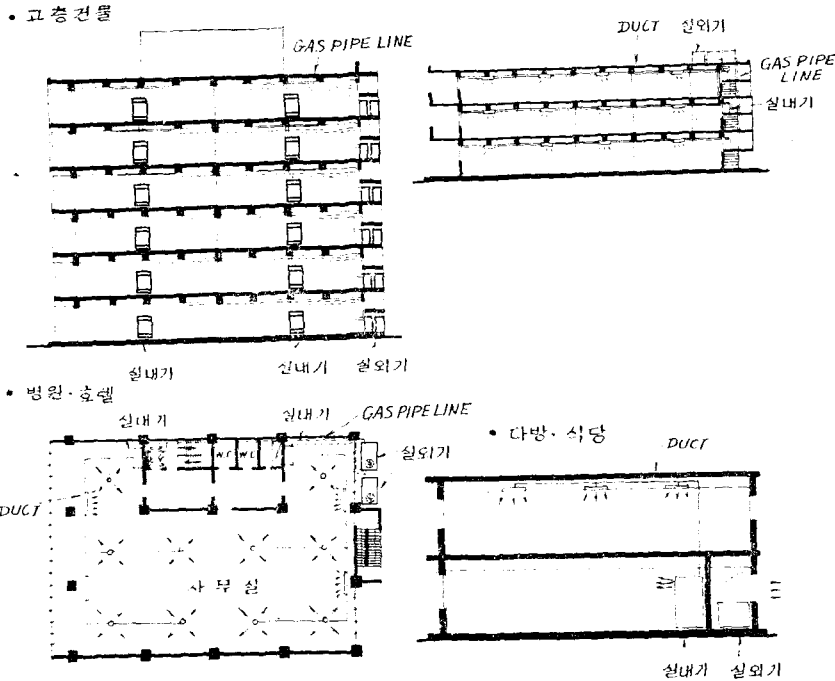 • 고층건물
GAS PIPE LINE
실내기
실내기
실외기
DUCT
실외기
GAS PIPE
LINE
실내기
• 병원·호텔
실내기
실내기
GAS PIPE LINE
실외기
DUCT
WC
WC
사무실
• 다방·식당
DUCT
실내기
실외기